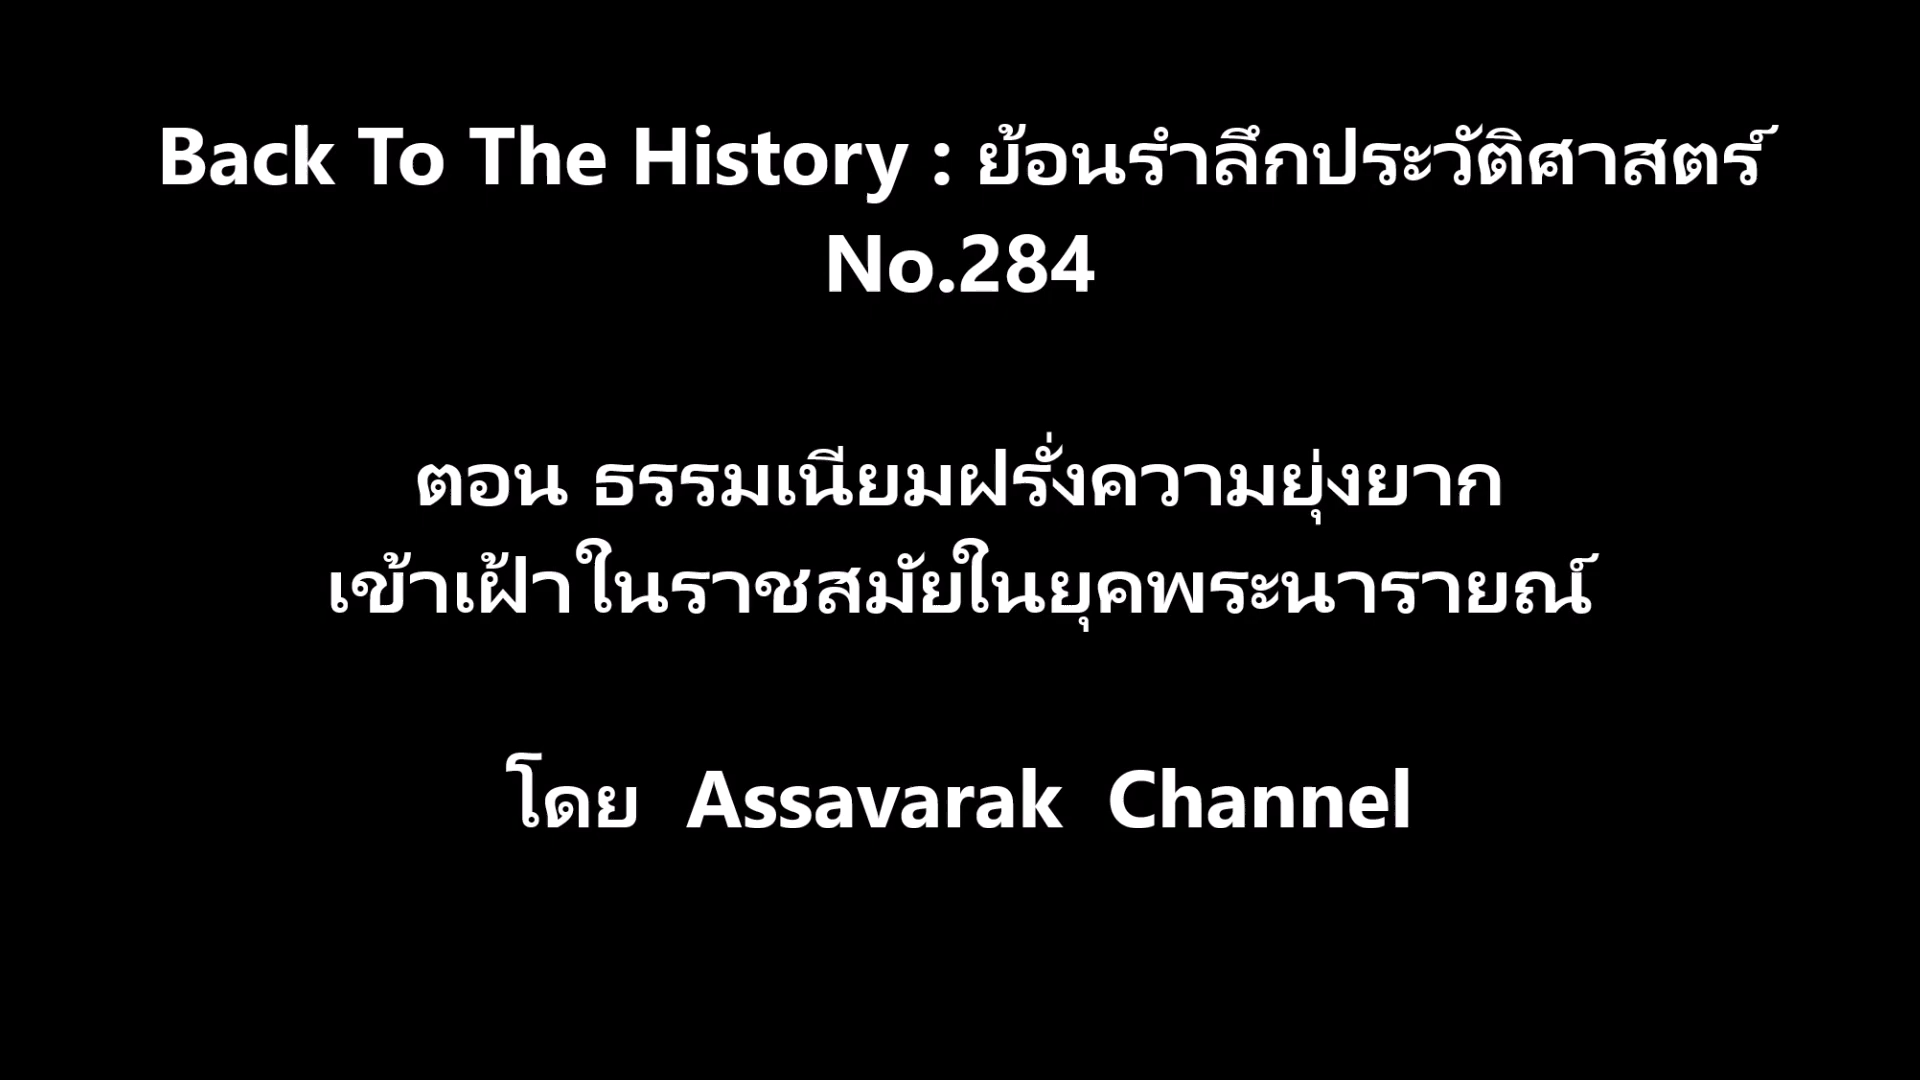 Back To The History : ย้อนรำลึกประวัติศาสตร์
No.284
ตอน ธรรมเนียมฝรั่งความยุ่งยาก
เข้าเฝ้าในราชสมัยในยุคพระนารายณ์
โดย Assavarak Channel